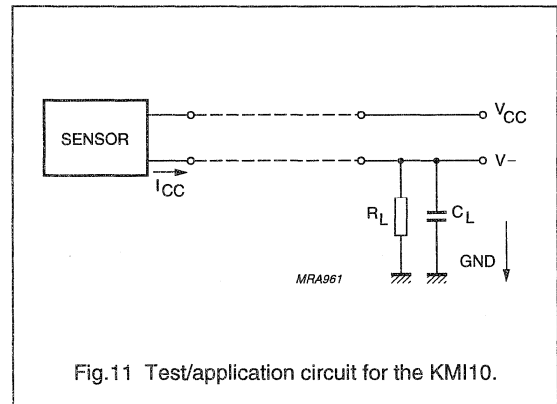 V_CC
SENSOR
V–
I_CC
R_L
C_L
GND
MRA961
Fig.11 Test/application circuit for the KMI10.